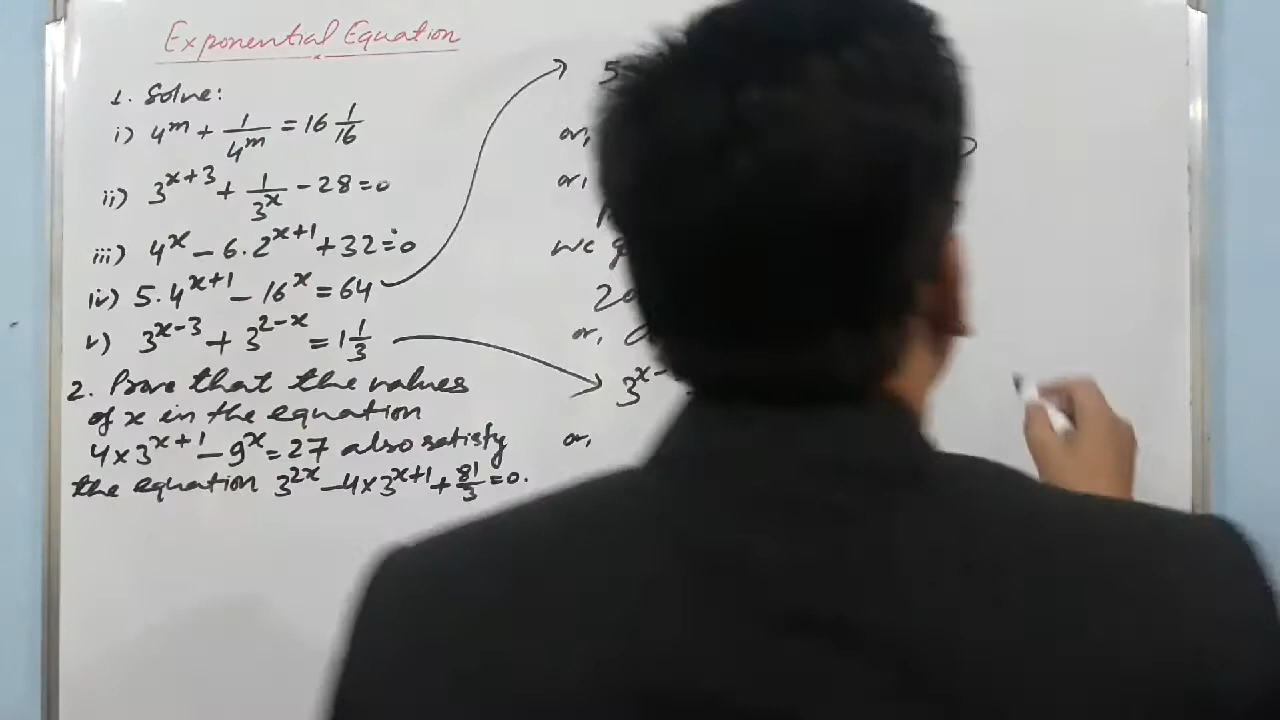 Exponential Equation
1. Solve:
i) 4^m + 1/4^m = 16 1/16
ii) 3^(x+3) + 1/3^x - 28 = 0
iii) 4^x - 6.2^(x+1) + 32 = 0
iv) 5.4^(x+1) - 16^x = 64
v) 3^(x-3) + 3^(2-x) = 1 1/3
2. Prove that the values
of x in the equation
4×3^(x+1) - 9^x = 27 also satisfy
the equation 3^(2x) - 4×3^(x+1) + 81/3 = 0.
5
or,
or,
we
20
or,
3^(x-
or,